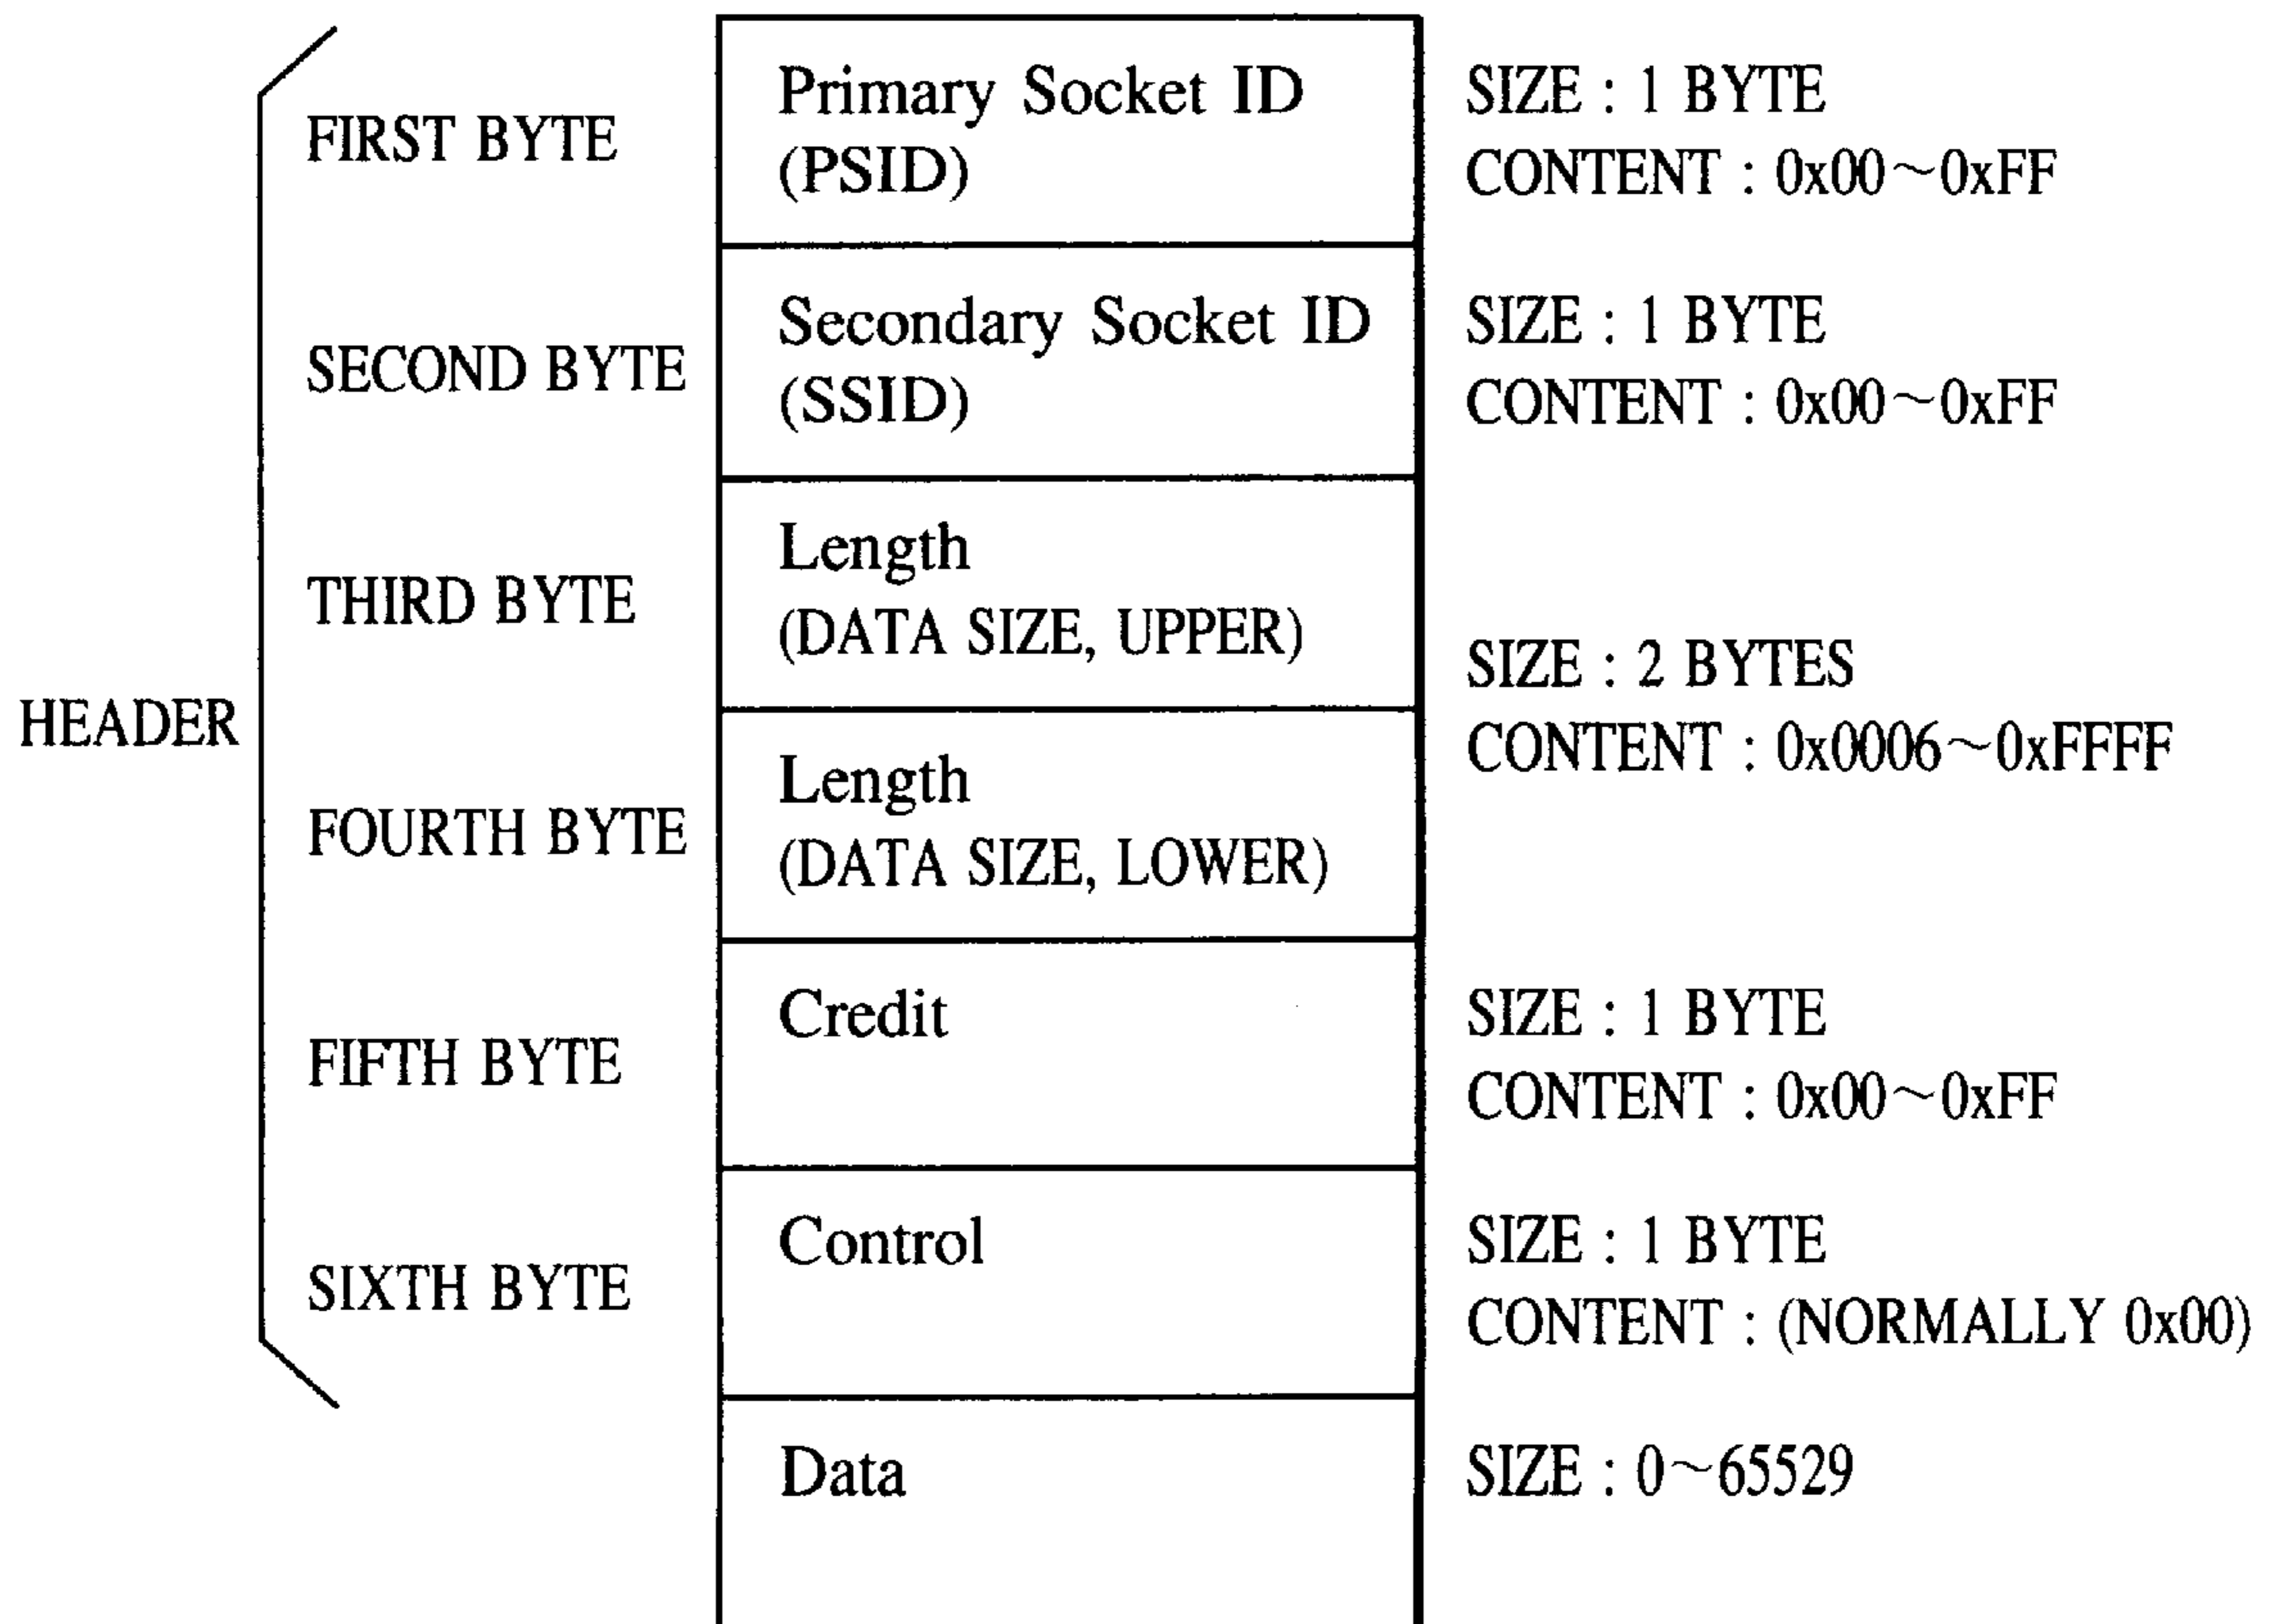 FIRST BYTE
Primary Socket ID
(PSID)
SIZE : 1 BYTE
CONTENT : 0x00~0xFF
SECOND BYTE
Secondary Socket ID
(SSID)
SIZE : 1 BYTE
CONTENT : 0x00~0xFF
HEADER
THIRD BYTE
Length
(DATA SIZE, UPPER)
SIZE : 2 BYTES
CONTENT : 0x0006~0xFFFF
FOURTH BYTE
Length
(DATA SIZE, LOWER)
FIFTH BYTE
Credit
SIZE : 1 BYTE
CONTENT : 0x00~0xFF
SIXTH BYTE
Control
SIZE : 1 BYTE
CONTENT : (NORMALLY 0x00)
Data
SIZE : 0~65529